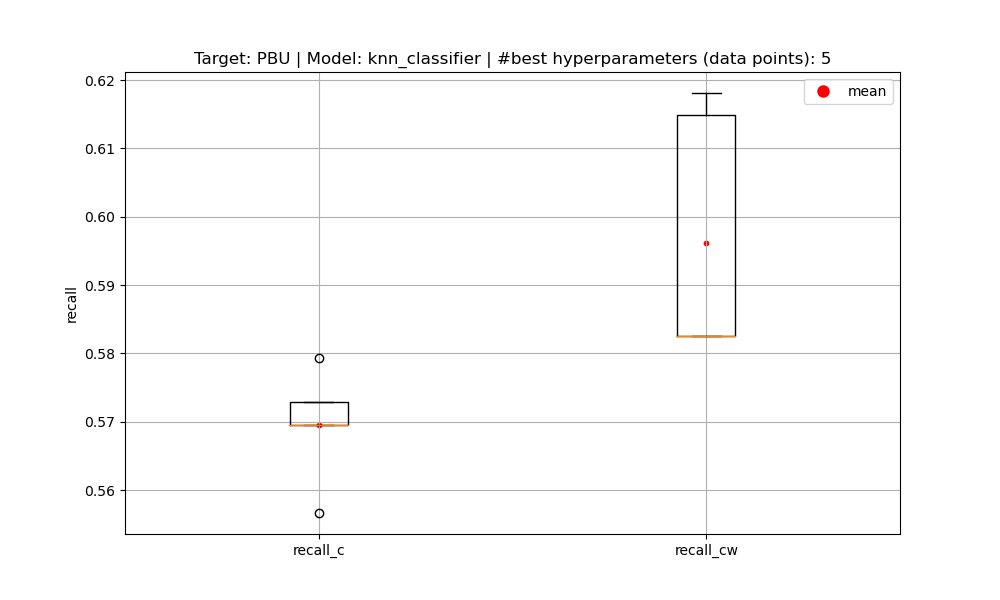 Target: PBU | Model: knn_classifier | #best hyperparameters (data points): 5
mean
0.62
0.61
0.60
0.59
0.58
0.57
0.56
recall
recall_c
recall_cw